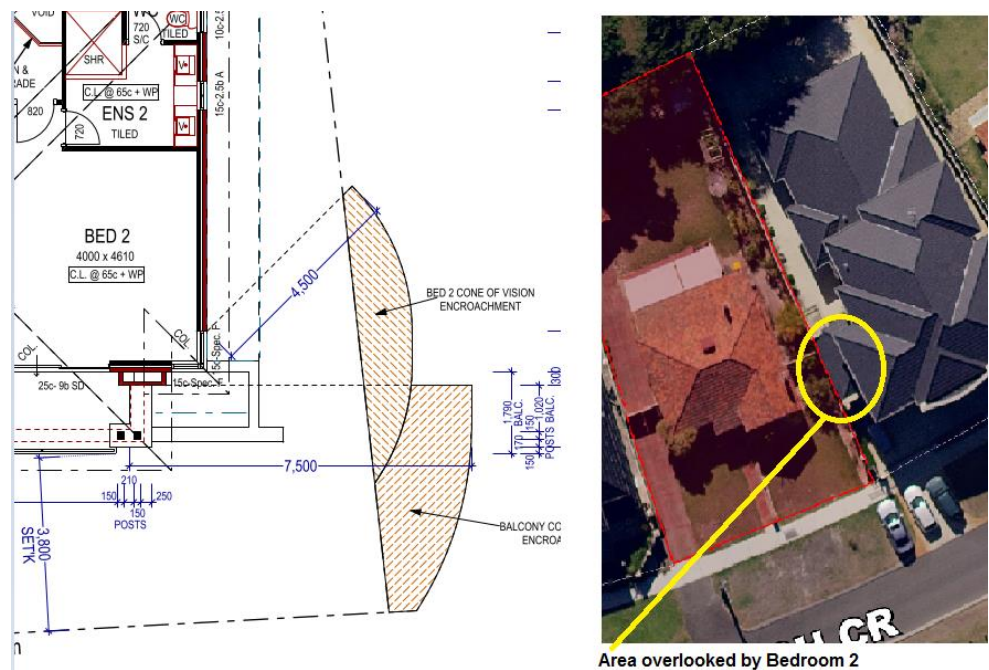 VOID
WC
720
S/C
WC
TILED
SHR
820
C.L. @ 65c + WP
ENS 2
TILED
720
V
V
10c-2.5
15c-2.5b A
BED 2
4000 x 4610
C.L. @ 65c + WP
COL.
COL.
15c-Spec. F
15c-Spec. F
25c- 9b SD
4,500
BED 2 CONE OF VISION
ENCROACHMENT
300
1,790
170 BALC.
150
150
1,020
POSTS BALC.
7,500
210
150
250
150
POSTS
3,800
SETK
BALCONY CO
ENCROA
CR
Area overlooked by Bedroom 2